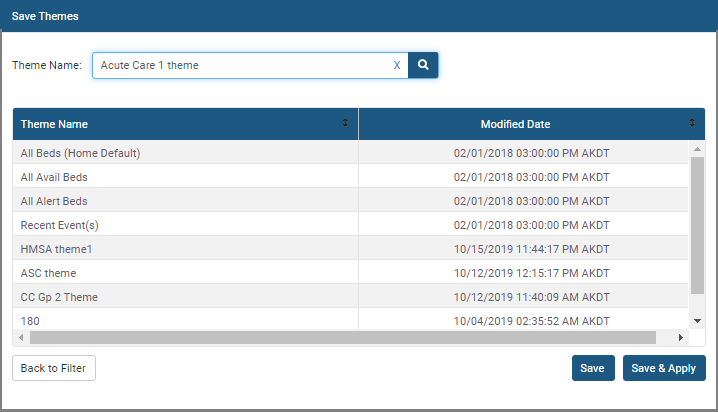 Save Themes
Theme Name: Acute Care 1 theme X
Theme Name Modified Date
All Beds (Home Default) 02/01/2018 03:00:00 PM AKDT
All Avail Beds 02/01/2018 03:00:00 PM AKDT
All Alert Beds 02/01/2018 03:00:00 PM AKDT
Recent Event(s) 02/01/2018 03:00:00 PM AKDT
HMSA theme1 10/15/2019 11:44:17 PM AKDT
ASC theme 10/12/2019 12:15:17 PM AKDT
CC Gp 2 Theme 10/12/2019 11:40:09 AM AKDT
180 10/04/2019 02:35:52 AM AKDT
Back to Filter Save Save & Apply